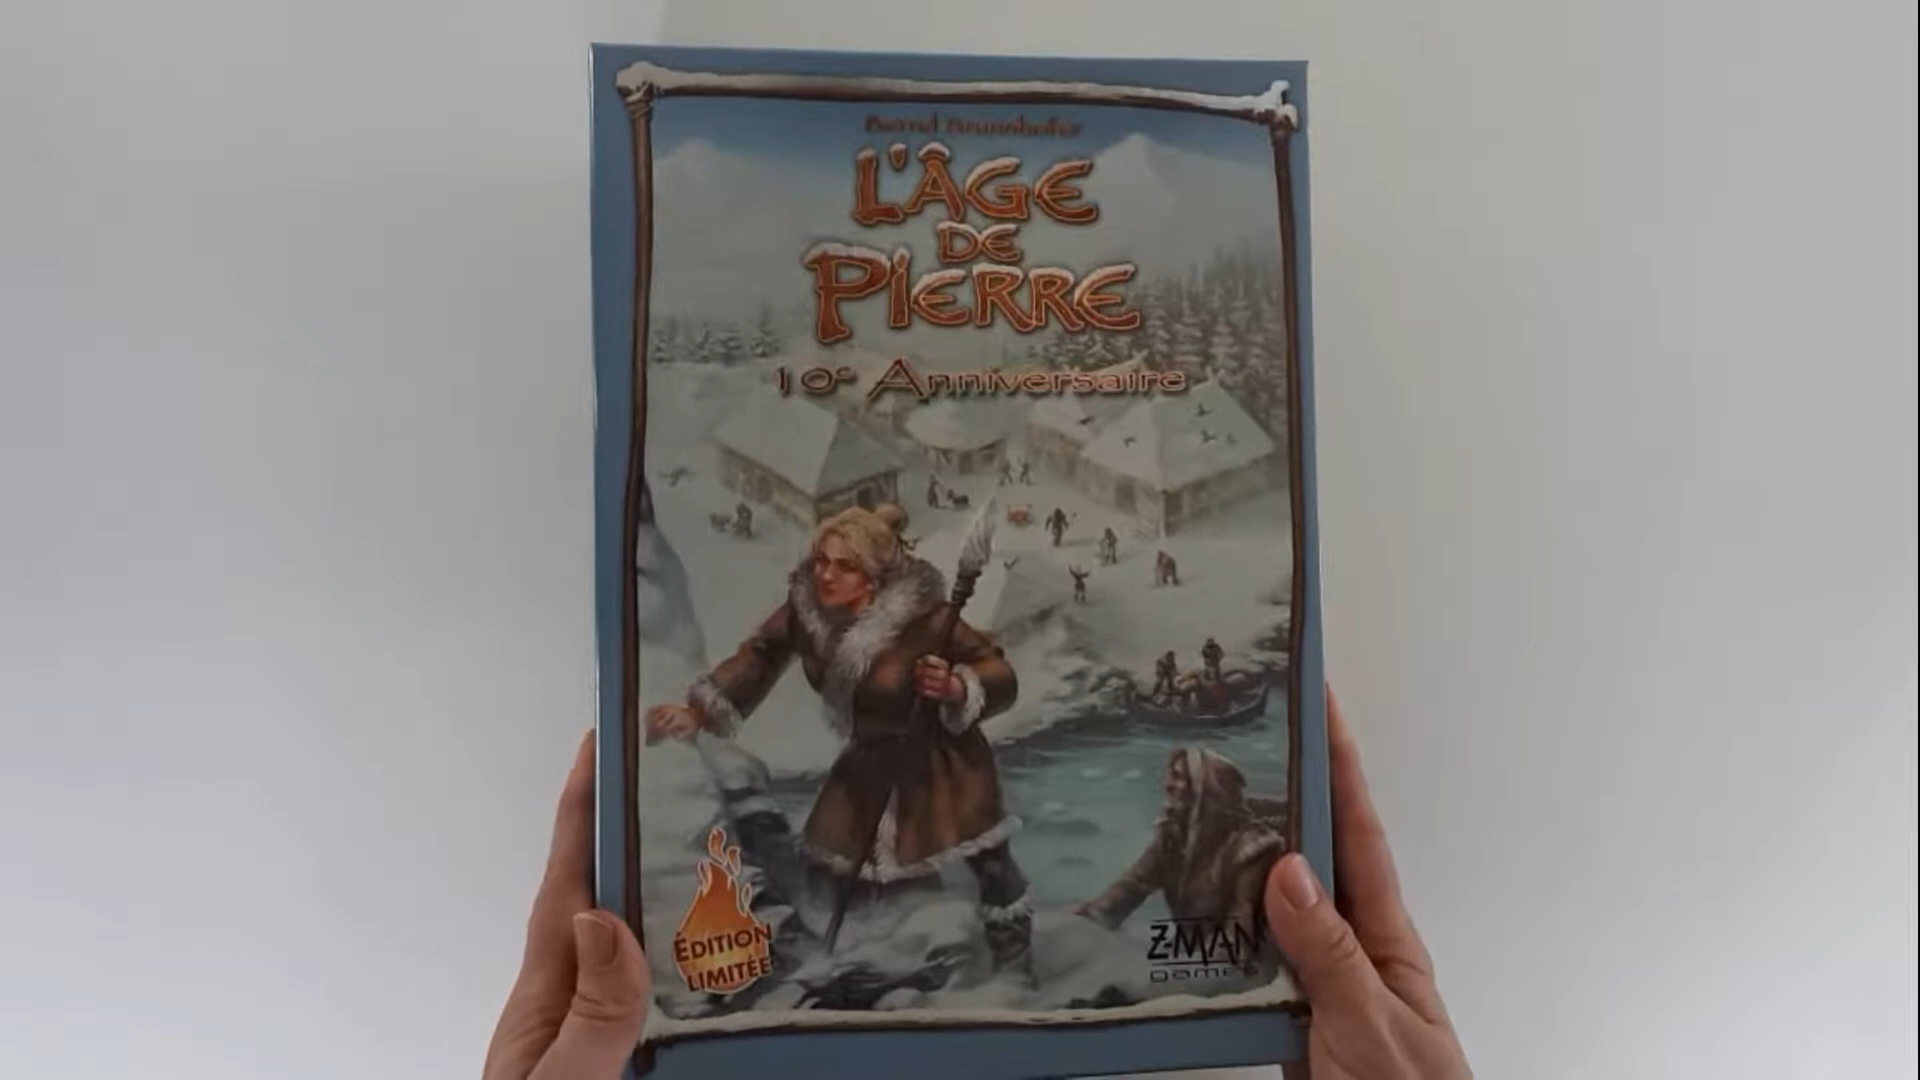 Bernd Brunnhofer
L'ÂGE
DE
PIERRE
10e Anniversaire
ÉDITION
LIMITÉE
Z-MAN
games